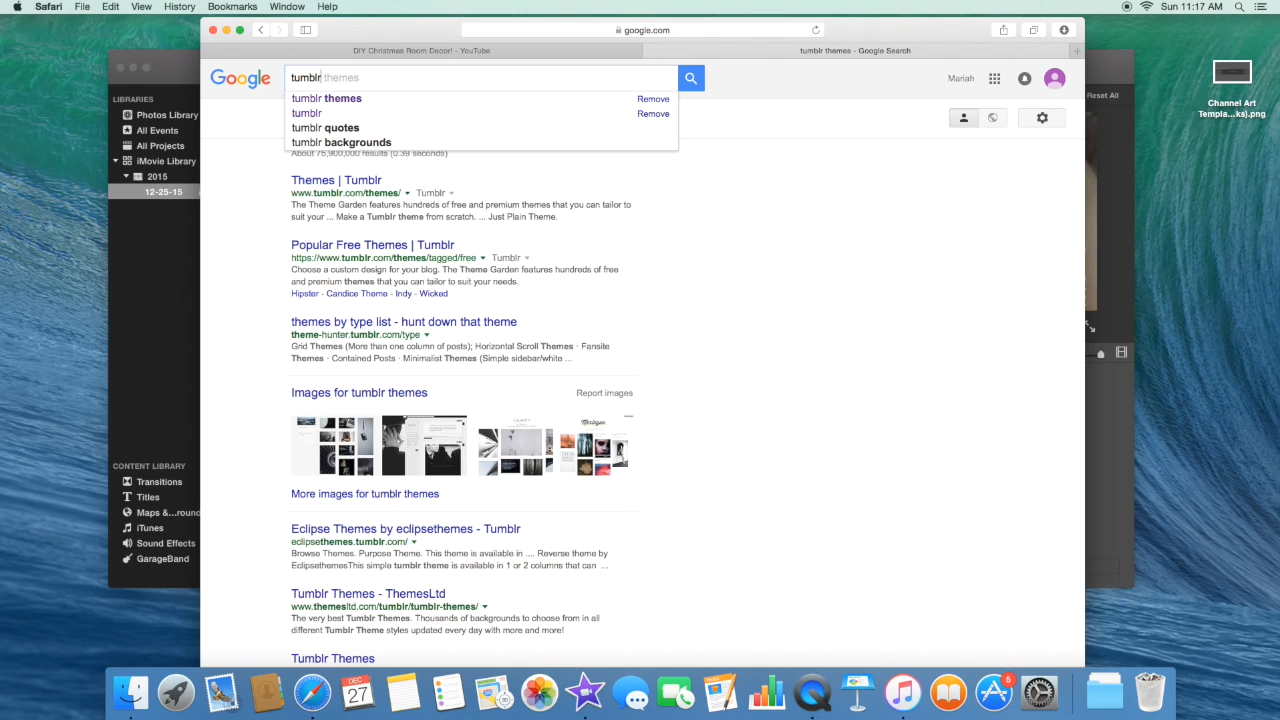 Safari File Edit View History Bookmarks Window Help
Sun 11:17 AM
google.com
DIY Christmas Room Decor! - YouTube
tumblr themes - Google Search
Google
tumblr themes
Mariah
tumblr themes Remove
tumblr Remove
tumblr quotes
tumblr backgrounds
About 75,900,000 results (0.39 seconds)
Themes | Tumblr
www.tumblr.com/themes/ Tumblr
The Theme Garden features hundreds of free and premium themes that you can tailor to
suit your ... Make a Tumblr theme from scratch. ... Just Plain Theme.
Popular Free Themes | Tumblr
https://www.tumblr.com/themes/tagged/free Tumblr
Choose a custom design for your blog. The Theme Garden features hundreds of free
and premium themes that you can tailor to suit your needs.
Hipster - Candice Theme - Indy - Wicked
themes by type list - hunt down that theme
theme-hunter.tumblr.com/type
Grid Themes (More than one column of posts); Horizontal Scroll Themes · Fansite
Themes · Contained Posts · Minimalist Themes (Simple sidebar/white ...
Images for tumblr themes
Report images
More images for tumblr themes
Eclipse Themes by eclipsethemes - Tumblr
eclipsethemes.tumblr.com/
Browse Themes. Purpose Theme. This theme is available in .... Reverse theme by
EclipsethemesThis simple tumblr theme is available in 1 or 2 columns that can ...
Tumblr Themes - ThemesLtd
www.themesltd.com/tumblr/tumblr-themes/
The very best Tumblr Themes. Thousands of backgrounds to choose from in all
different Tumblr Theme styles updated every day with more and more!
Tumblr Themes
LIBRARIES
Photos Library
All Events
All Projects
iMovie Library
2015
12-25-15
CONTENT LIBRARY
Transitions
Titles
Maps &...round
iTunes
Sound Effects
GarageBand
Reset All
Channel Art
Templa...ks).png
DEC
27
5